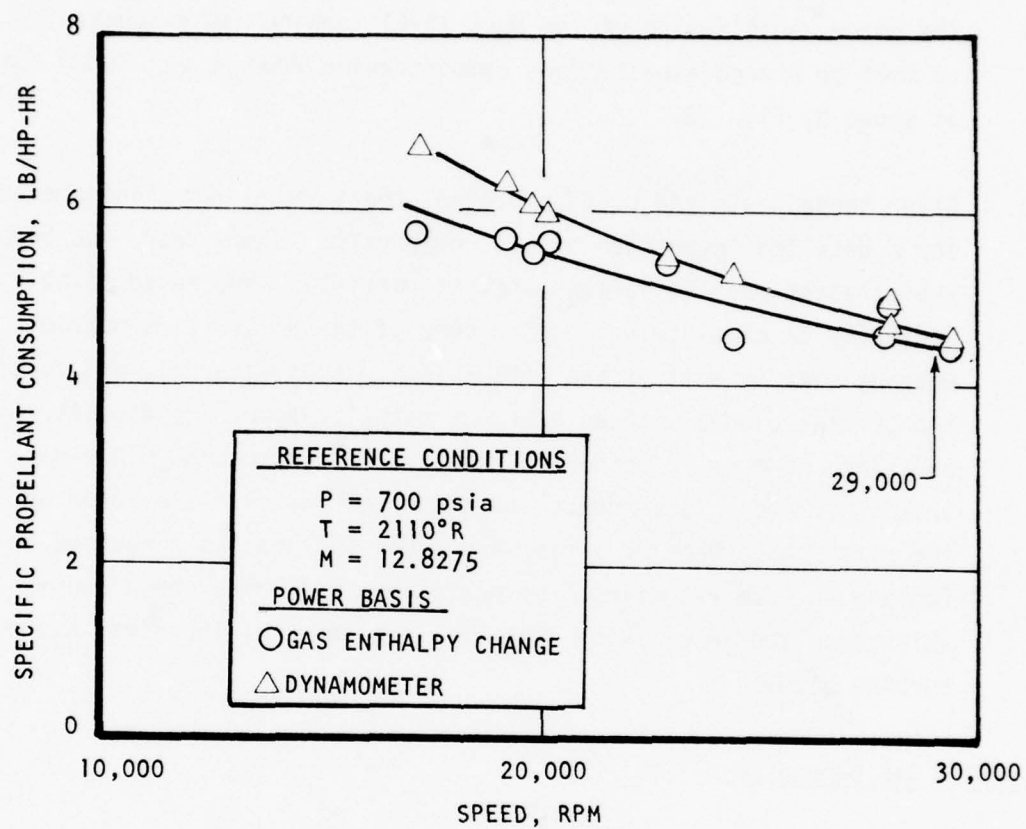 8
6
4
2
0
SPECIFIC PROPELLANT CONSUMPTION, LB/HP-HR
29,000
REFERENCE CONDITIONS
P = 700 psia
T = 2110°R
M = 12.8275
POWER BASIS
GAS ENTHALPY CHANGE
DYNAMOMETER
10,000
20,000
30,000
SPEED, RPM